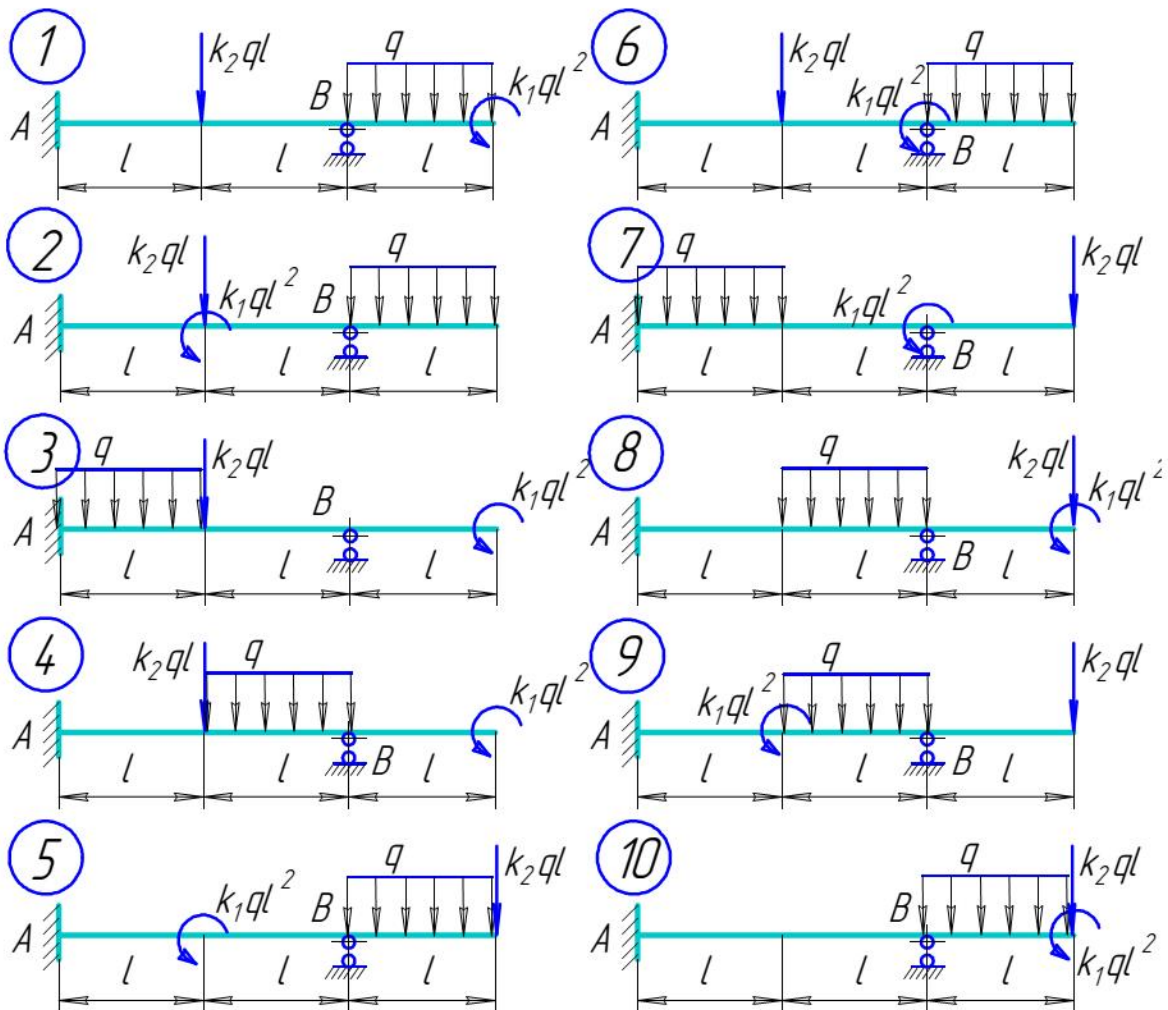 1 k₂ql q B k₁ql² A l l l
6 k₂ql q k₁ql² A B l l l
2 k₂ql k₁ql² q B A l l l
7 q k₁ql² k₂ql A B l l l
3 q k₂ql B k₁ql² A l l l
8 q k₂ql k₁ql² A B l l l
4 k₂ql q k₁ql² A B l l l
9 k₁ql² q k₂ql A B l l l
5 k₁ql² B q k₂ql A l l l
10 B q k₂ql k₁ql² A l l l